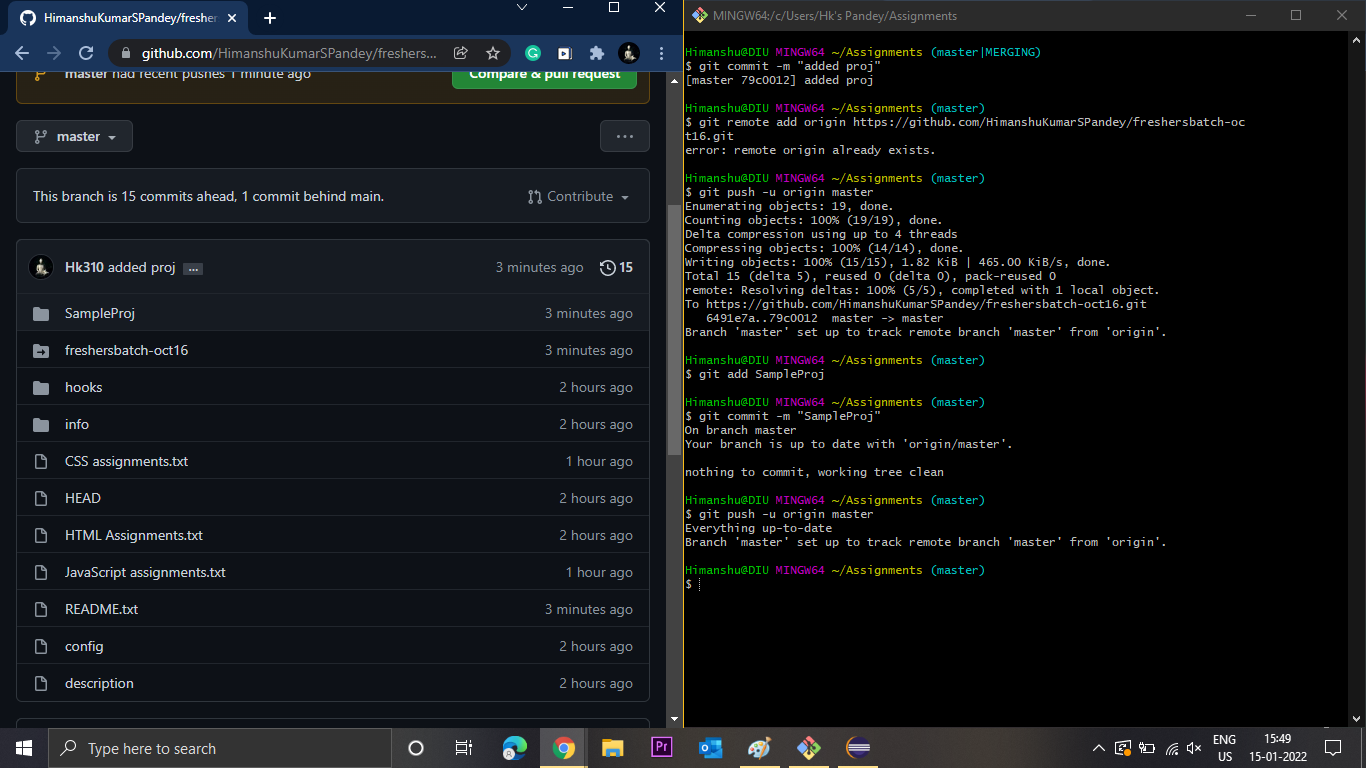 HimanshuKumarSPandey/freshers
github.com/HimanshuKumarSPandey/freshers...
master had recent pushes 1 minute ago
Compare & pull request
master
...
This branch is 15 commits ahead, 1 commit behind main.
Contribute
Hk310 added proj ...
3 minutes ago
15
SampleProj 3 minutes ago
freshersbatch-oct16 3 minutes ago
hooks 2 hours ago
info 2 hours ago
CSS assignments.txt 1 hour ago
HEAD 2 hours ago
HTML Assignments.txt 2 hours ago
JavaScript assignments.txt 1 hour ago
README.txt 3 minutes ago
config 2 hours ago
description 2 hours ago
MINGW64:/c/Users/Hk's Pandey/Assignments
Himanshu@DIU MINGW64 ~/Assignments (master|MERGING)
$ git commit -m "added proj"
[master 79c0012] added proj
Himanshu@DIU MINGW64 ~/Assignments (master)
$ git remote add origin https://github.com/HimanshuKumarSPandey/freshersbatch-oc
t16.git
error: remote origin already exists.
Himanshu@DIU MINGW64 ~/Assignments (master)
$ git push -u origin master
Enumerating objects: 19, done.
Counting objects: 100% (19/19), done.
Delta compression using up to 4 threads
Compressing objects: 100% (14/14), done.
Writing objects: 100% (15/15), 1.82 KiB | 465.00 KiB/s, done.
Total 15 (delta 5), reused 0 (delta 0), pack-reused 0
remote: Resolving deltas: 100% (5/5), completed with 1 local object.
To https://github.com/HimanshuKumarSPandey/freshersbatch-oct16.git
6491e7a..79c0012  master -> master
Branch 'master' set up to track remote branch 'master' from 'origin'.
Himanshu@DIU MINGW64 ~/Assignments (master)
$ git add SampleProj
Himanshu@DIU MINGW64 ~/Assignments (master)
$ git commit -m "SampleProj"
On branch master
Your branch is up to date with 'origin/master'.
nothing to commit, working tree clean
Himanshu@DIU MINGW64 ~/Assignments (master)
$ git push -u origin master
Everything up-to-date
Branch 'master' set up to track remote branch 'master' from 'origin'.
Himanshu@DIU MINGW64 ~/Assignments (master)
$
Type here to search
Pr
ENG
US
15:49
15-01-2022